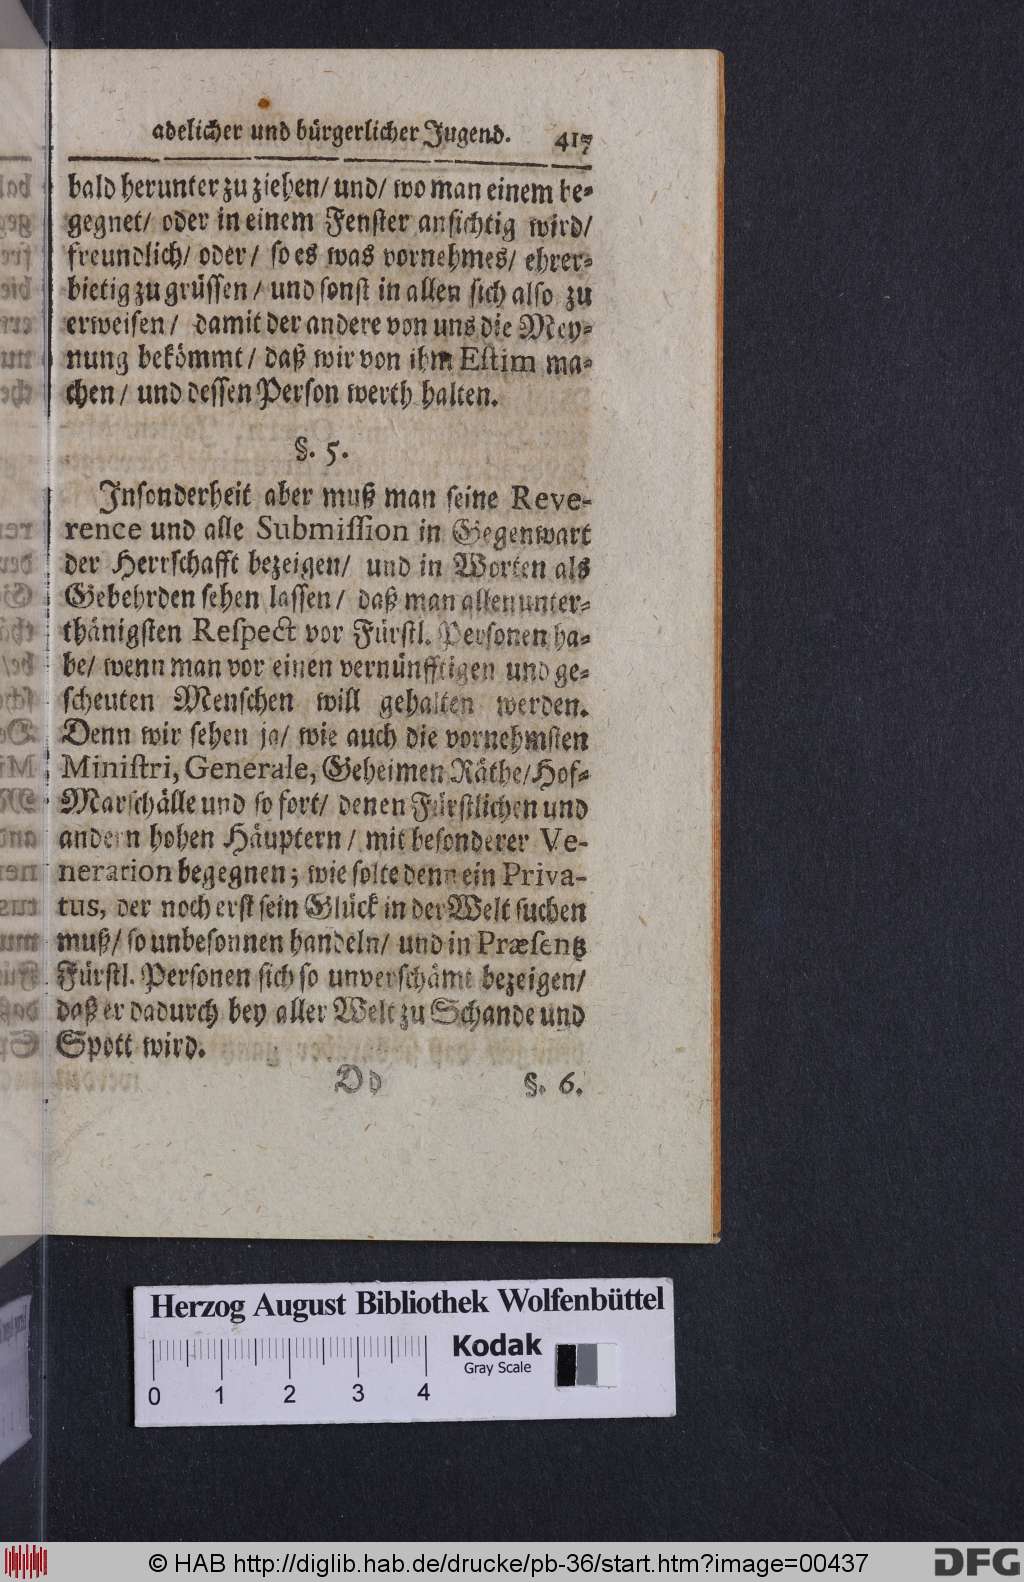 adelicher und bürgerlicher Jugend. 417
bald herunter zu ziehen/ und/ wo man einem be-
gegnet/ oder in einem Fenster ansichtig wird/
freundlich/ oder/ so es was vornehmes/ ehrer-
bietig zu grüssen/ und sonst in allen sich also zu
erweisen/ damit der andere von uns die Mey-
nung bekömmt/ daß wir von ihm Estim ma-
chen/ und dessen Person werth halten.
§. 5.
Insonderheit aber muß man seine Reve-
rence und alle Submission in Gegenwart
der Herrschafft bezeigen/ und in Worten als
Gebehrden sehen lassen/ daß man allen unter-
thänigsten Respect vor Fürstl. Personen ha-
be/ wenn man vor einen vernünfftigen und ge-
scheuten Menschen will gehalten werden.
Denn wir sehen ja/ wie auch die vornehmsten
Ministri, Generale, Geheimen Räthe/ Hof-
Marschälle und so fort/ denen Fürstlichen und
andern hohen Häuptern/ mit besonderer Ve-
neration begegnen; wie solte denn ein Priva-
tus, der noch erst sein Glück in der Welt suchen
muß/ so unbesonnen handeln/ und in Præsentz
Fürstl. Personen sich so unverschämt bezeigen/
daß er dadurch bey aller Welt zu Schande und
Spott wird.
Dd §. 6.
Herzog August Bibliothek Wolfenbüttel
Kodak
Gray Scale
0 1 2 3 4
© HAB http://diglib.hab.de/drucke/pb-36/start.htm?image=00437
DFG